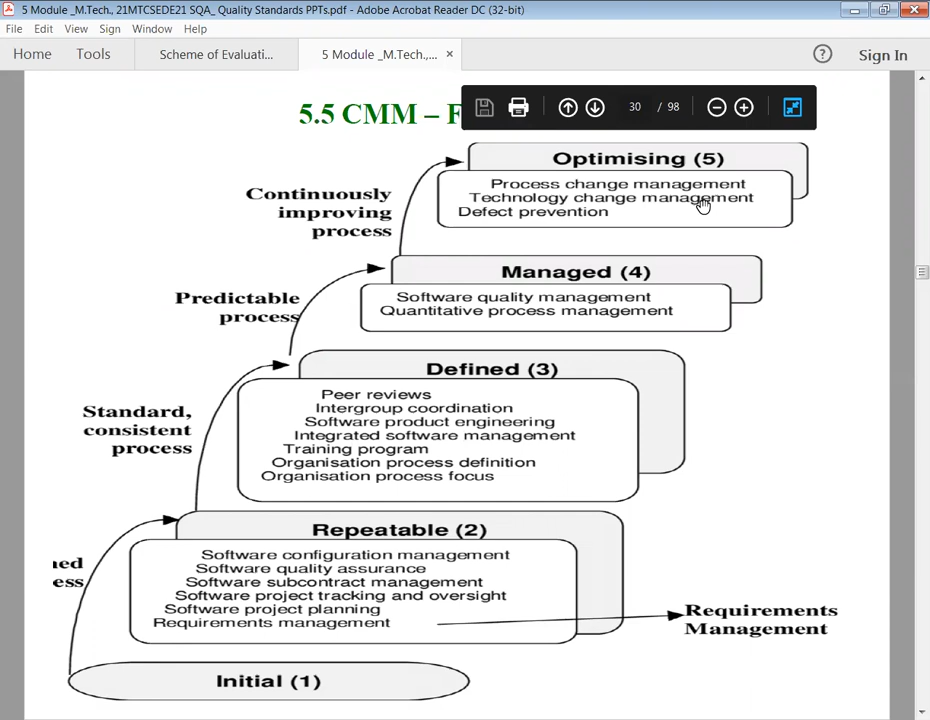 5 Module _M.Tech., 21MTCSEDE21 SQA_ Quality Standards PPTs.pdf - Adobe Acrobat Reader DC (32-bit)
File Edit View Sign Window Help
Home Tools Scheme of Evaluati... 5 Module _M.Tech.,... × ? Sign In
30 / 98
5.5 CMM – F
Optimising (5)
Process change management
Technology change management
Defect prevention
Continuously
improving
process
Managed (4)
Software quality management
Quantitative process management
Predictable
process
Defined (3)
Peer reviews
Intergroup coordination
Software product engineering
Integrated software management
Training program
Organisation process definition
Organisation process focus
Standard,
consistent
process
Repeatable (2)
Software configuration management
Software quality assurance
Software subcontract management
Software project tracking and oversight
Software project planning
Requirements management
ned
ess
Requirements
Management
Initial (1)